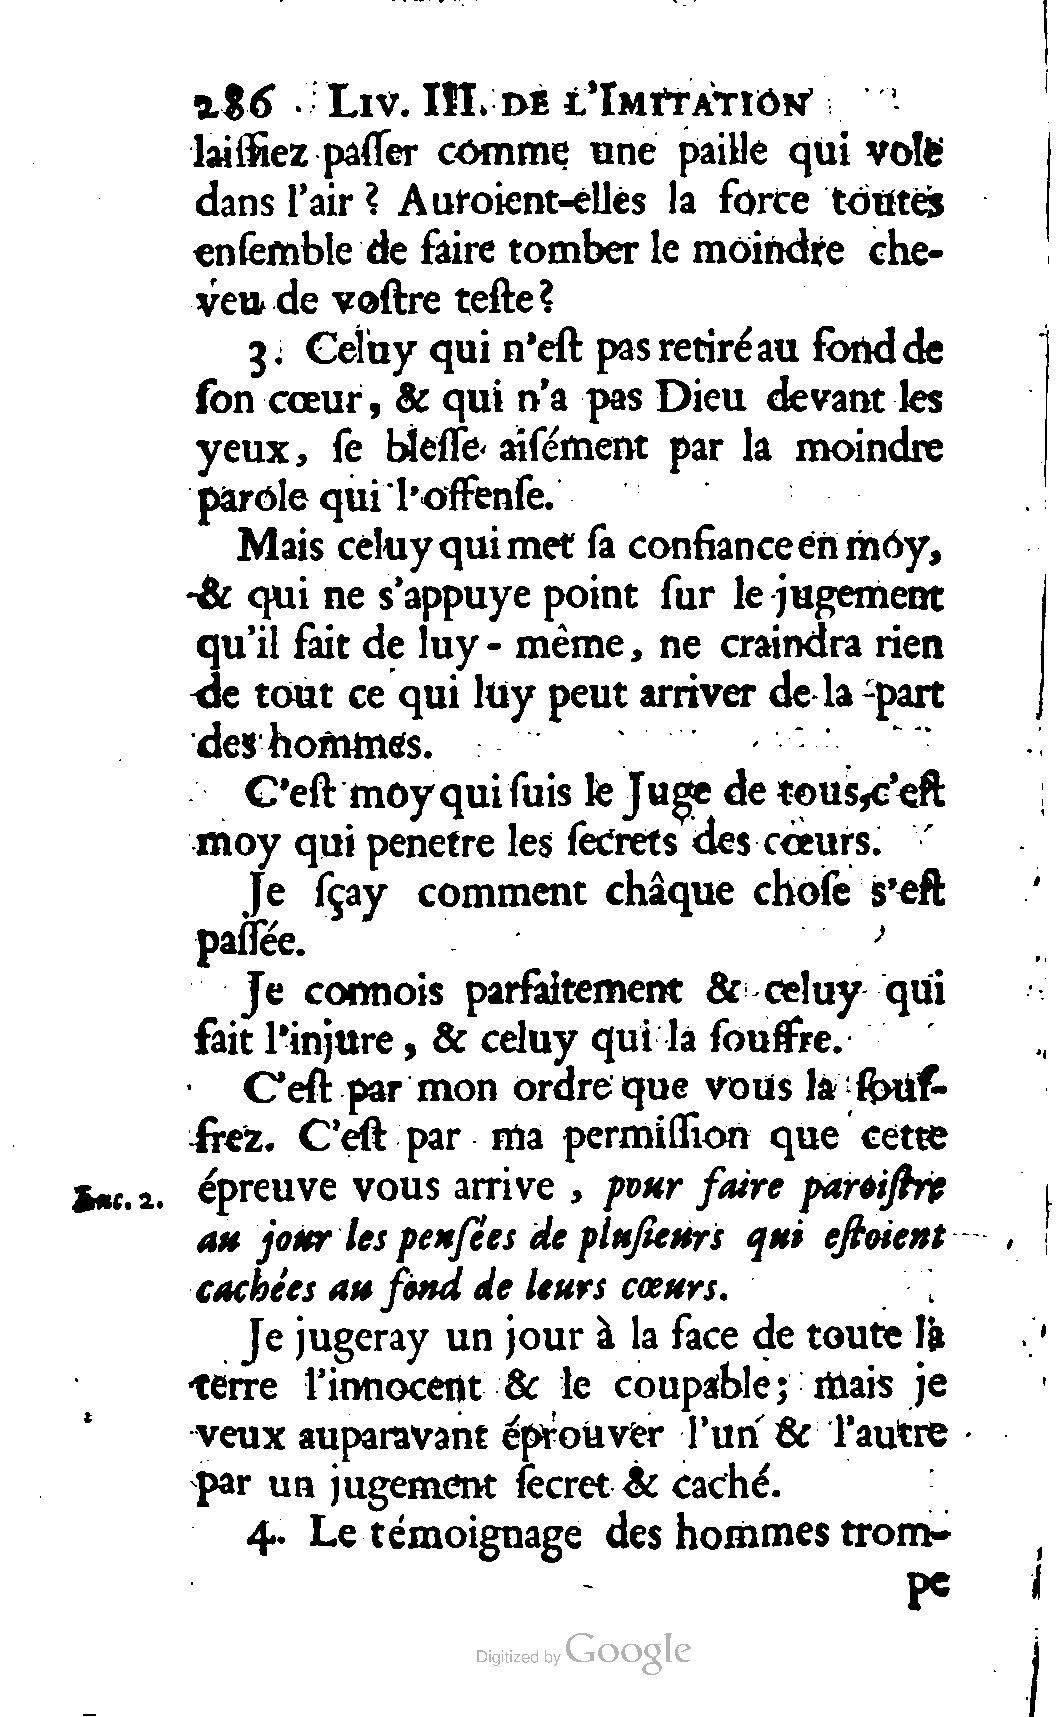 286 LIV. III. DE L'IMITATION
laiſſiez paſſer comme une paille qui vole
dans l'air ? Auroient-elles la force toutes
enſemble de faire tomber le moindre che-
veu de voſtre teſte?
3. Celuy qui n'eſt pas retiré au fond de
ſon cœur, & qui n'a pas Dieu devant les
yeux, ſe bleſſe aiſément par la moindre
parole qui l'offenſe.
Mais celuy qui met ſa confiance en moy,
& qui ne s'appuye point ſur le jugement
qu'il fait de luy-même, ne craindra rien
de tout ce qui luy peut arriver de la part
des hommes.
C'eſt moy qui ſuis le Juge de tous, c'eſt
moy qui penetre les ſecrets des cœurs.
Je ſçay comment châque choſe s'eſt
paſſée.
Je connois parfaitement & celuy qui
fait l'injure, & celuy qui la ſouffre.
C'eſt par mon ordre que vous la ſouf-
frez. C'eſt par ma permiſſion que cette
Luc. 2. épreuve vous arrive, pour faire paroiſtre
au jour les penſées de pluſieurs qui eſtoient
cachées au fond de leurs cœurs.
Je jugeray un jour à la face de toute la
terre l'innocent & le coupable; mais je
veux auparavant éprouver l'un & l'autre
par un jugement ſecret & caché.
4. Le témoignage des hommes trom-
pe
Digitized by Google